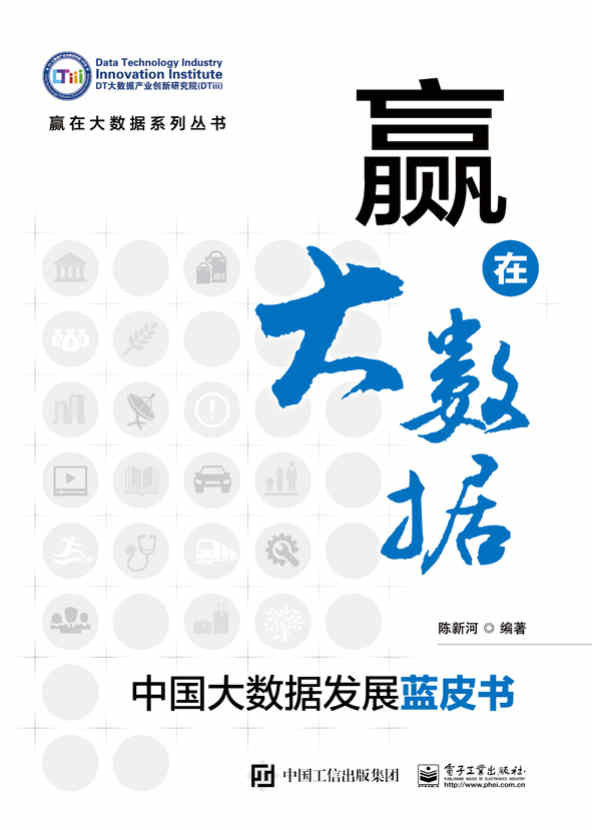 Data Technology Industry
Innovation Institute
DT大数据产业创新研究院(DTiii)
DTiii
赢在大数据系列丛书
赢
在
大
数
据
陈新河 ◎ 编著
中国大数据发展蓝皮书
中国工信出版集团
电子工业出版社·
PUBLISHING HOUSE OF ELECTRONICS INDUSTRY
http://www.phei.com.cn